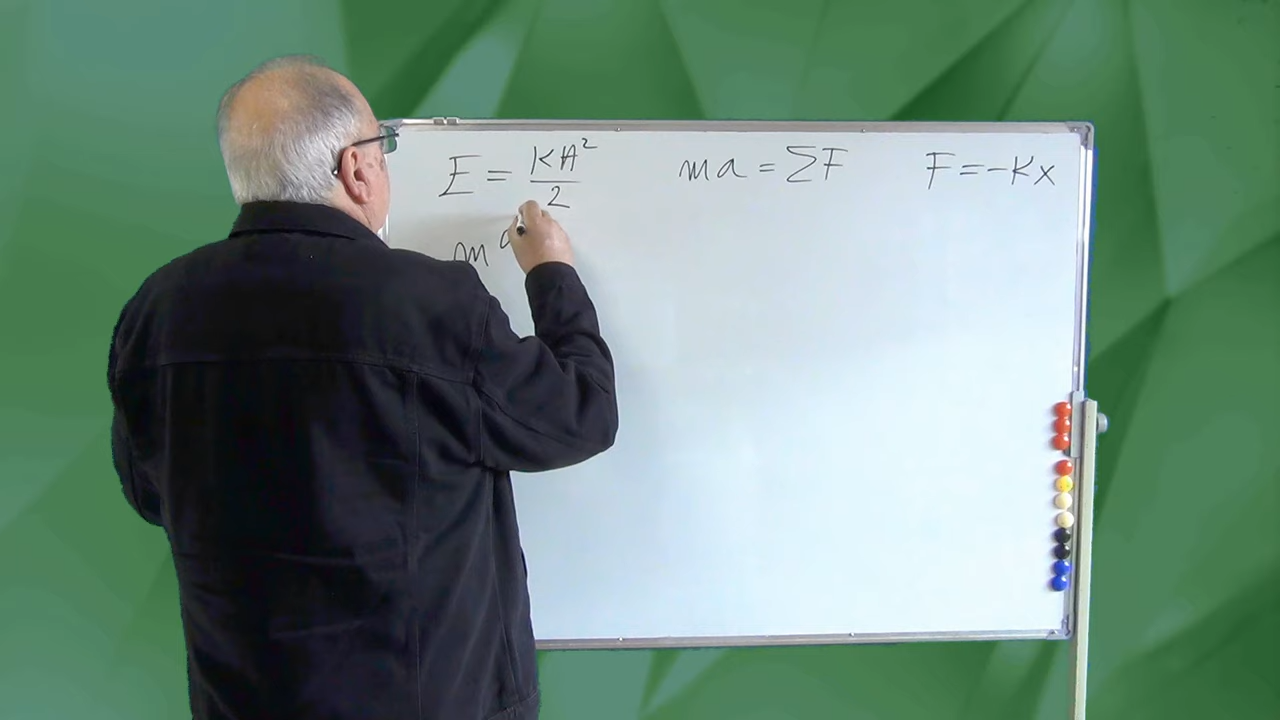 E = KA²/2    ma = ΣF    F = -Kx
m